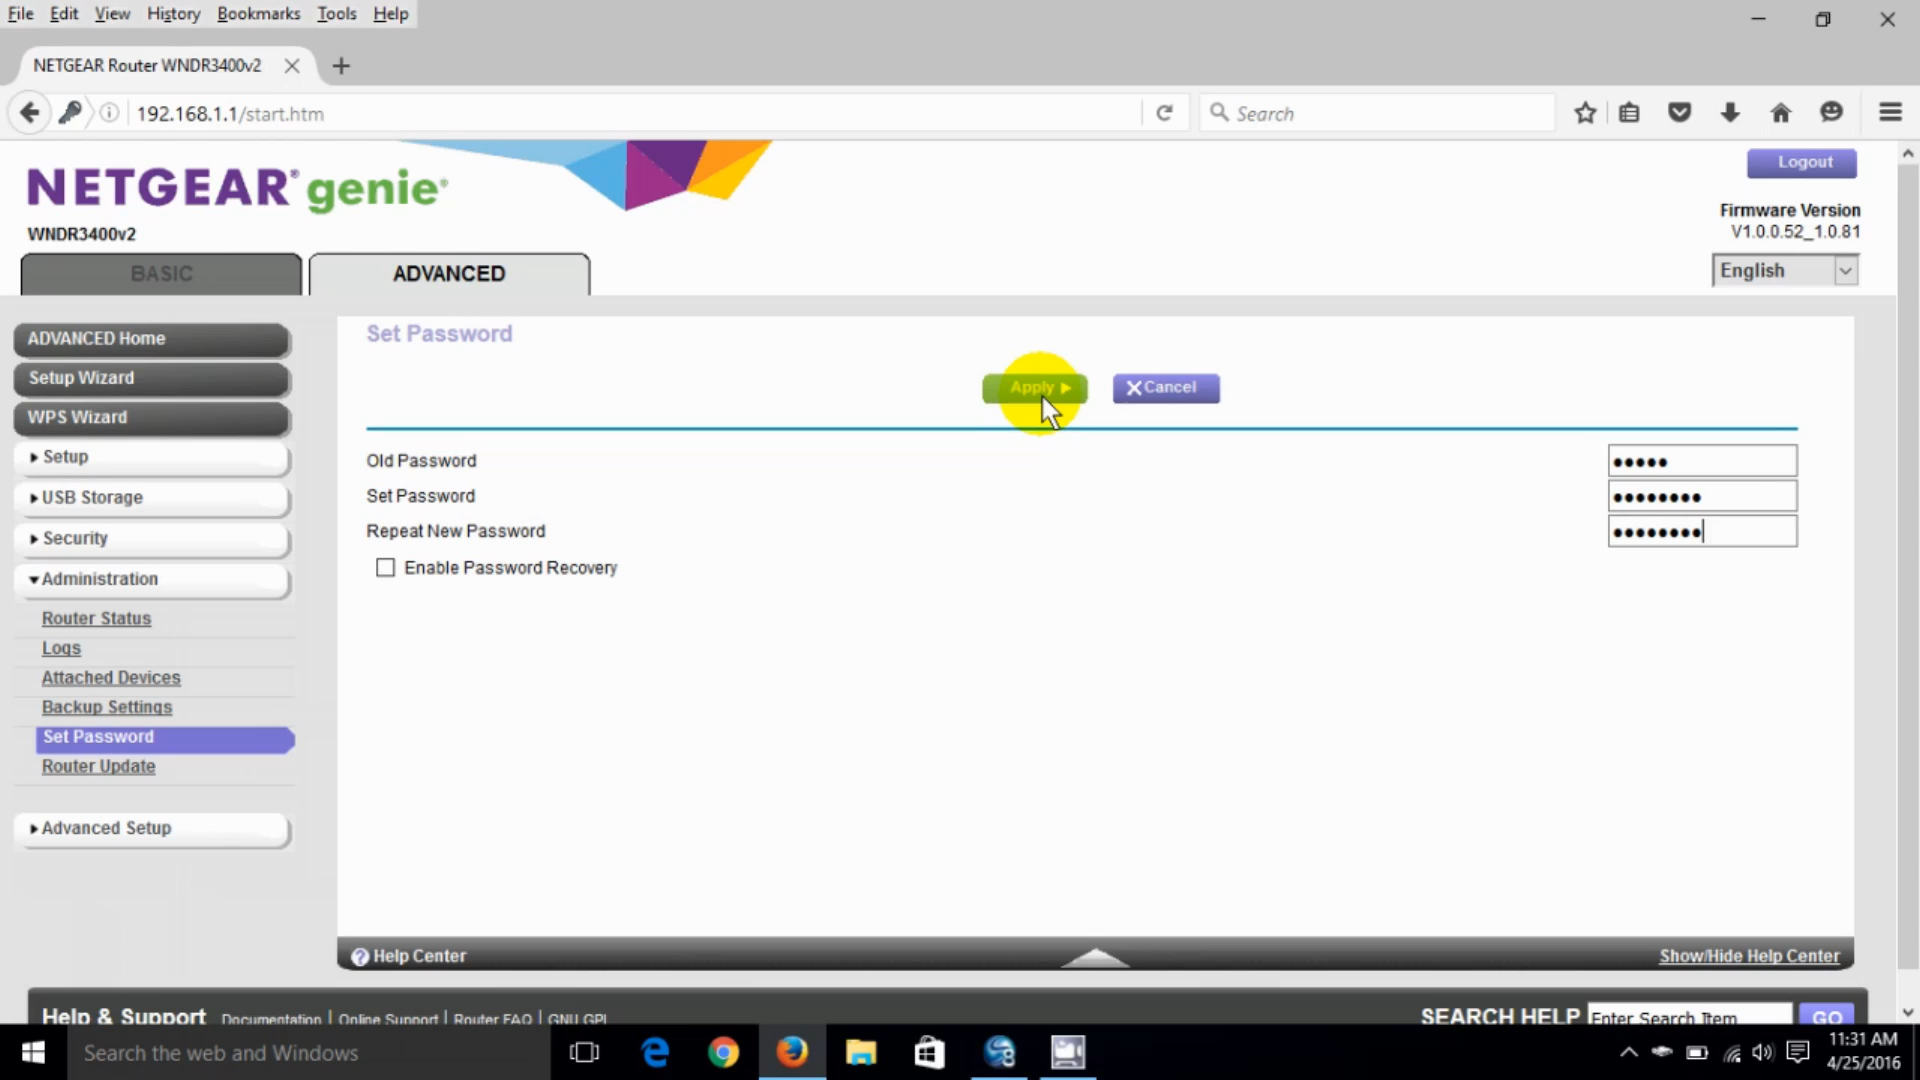 File Edit View History Bookmarks Tools Help
NETGEAR Router WNDR3400v2
192.168.1.1/start.htm
Search
NETGEAR® genie®
Logout
WNDR3400v2
Firmware Version
V1.0.0.52_1.0.81
BASIC
ADVANCED
English
ADVANCED Home
Setup Wizard
WPS Wizard
Setup
USB Storage
Security
Administration
Router Status
Logs
Attached Devices
Backup Settings
Set Password
Router Update
Advanced Setup
Set Password
Apply
Cancel
Old Password
Set Password
Repeat New Password
Enable Password Recovery
Help Center
Show/Hide Help Center
Help & Support Documentation | Online Support | Router FAQ | GNU GPL
SEARCH HELP Enter Search Item GO
Search the web and Windows
11:31 AM
4/25/2016